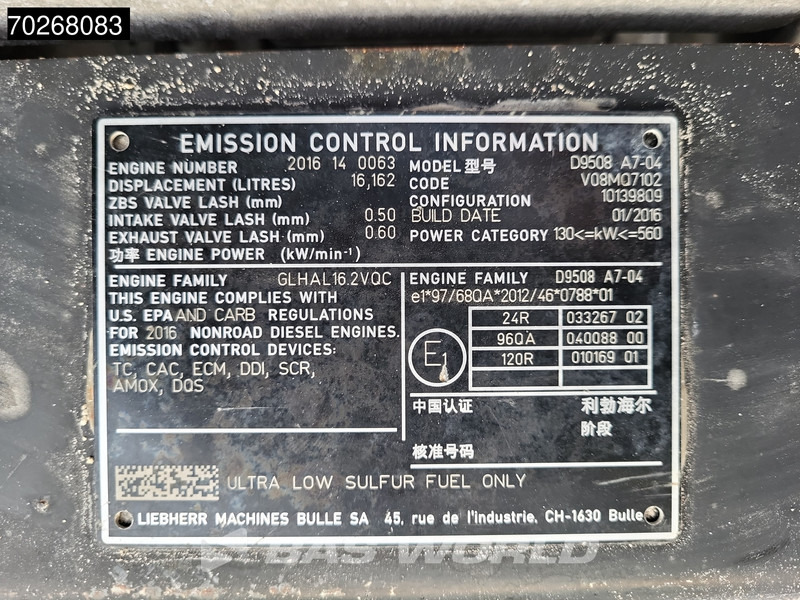 70268083
EMISSION CONTROL INFORMATION
ENGINE NUMBER 2016 14 0063
DISPLACEMENT (LITRES) 16,162
ZBS VALVE LASH (mm)
INTAKE VALVE LASH (mm) 0.50
EXHAUST VALVE LASH (mm) 0.60
功率 ENGINE POWER (kW/min⁻¹)
MODEL型号 D9508 A7-04
CODE V08MQ7102
CONFIGURATION 10139809
BUILD DATE 01/2016
POWER CATEGORY 130<=kW<=560
ENGINE FAMILY GLHAL16.2VQC
THIS ENGINE COMPLIES WITH
U.S. EPA AND CARB REGULATIONS
FOR 2016 NONROAD DIESEL ENGINES.
EMISSION CONTROL DEVICES:
TC, CAC, ECM, DDI, SCR,
AMOX, DQS
ENGINE FAMILY D9508 A7-04
e1*97/68QA*2012/46*0788*01
E1
24R 033267 02
96QA 040088 00
120R 010169 01
中国认证 利勃海尔
阶段
核准号码
ULTRA LOW SULFUR FUEL ONLY
LIEBHERR MACHINES BULLE SA 45, rue de l'industrie, CH-1630 Bulle
BAS WORLD